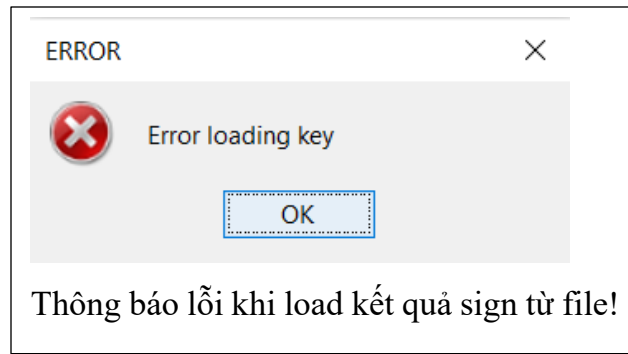 ERROR
Error loading key
OK
Thông báo lỗi khi load kết quả sign từ file!